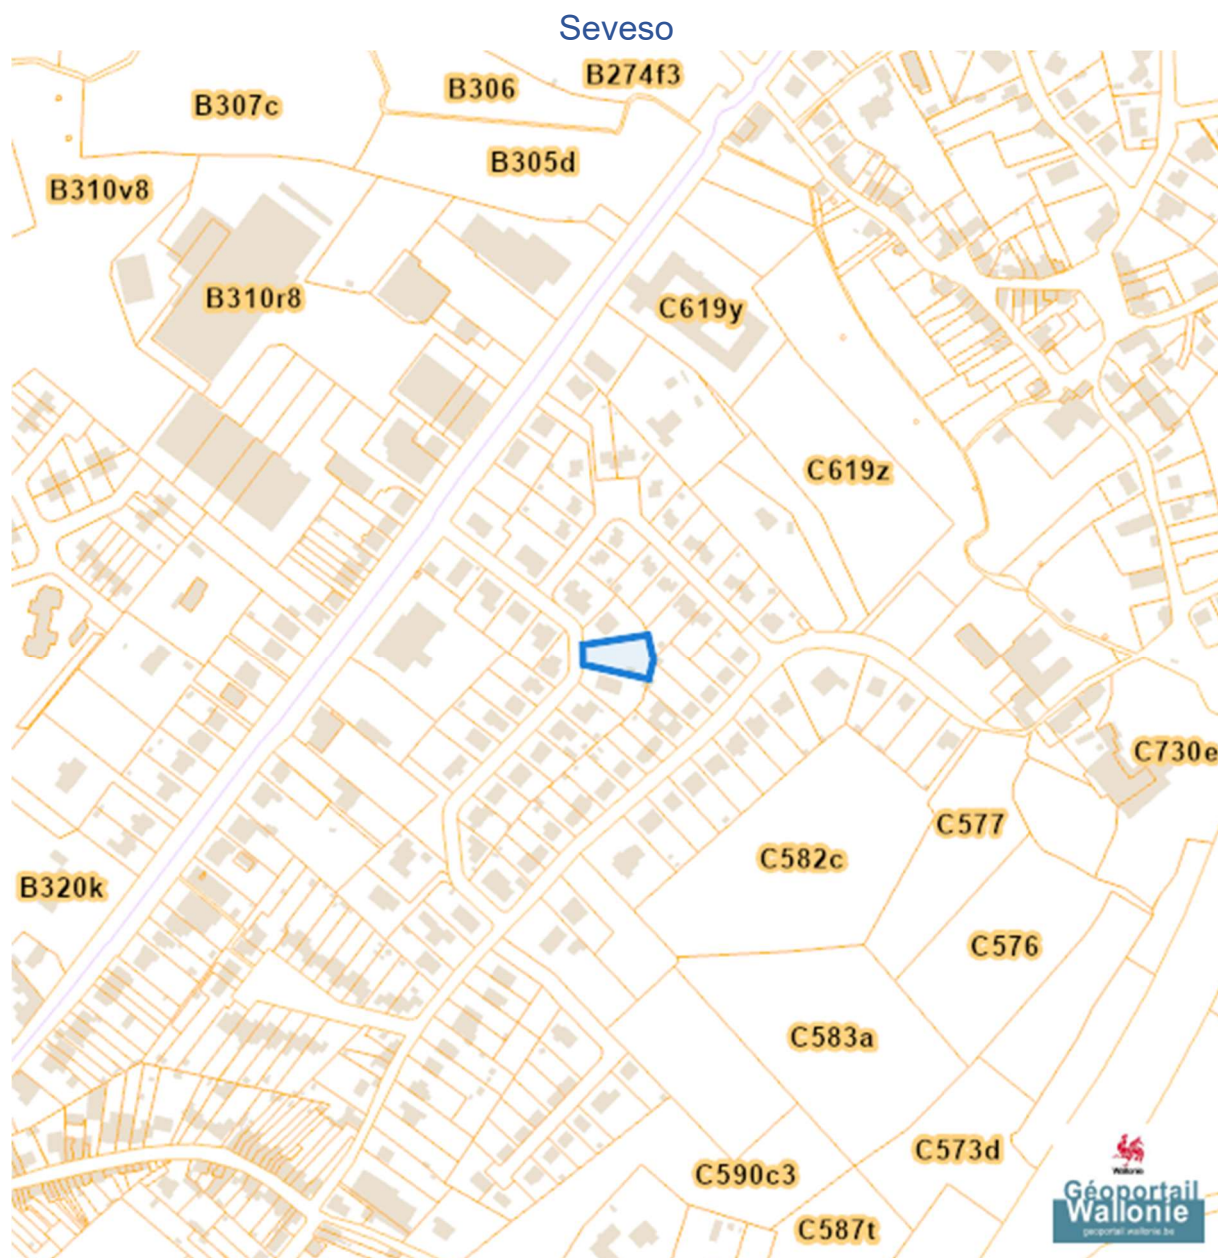 Seveso
B274f3
B306
B307c
B305d
B310v8
B310r8
C619y
C619z
C730e
C577
C582c
B320k
C576
C583a
C573d
C590c3
C587t
Wallonie
Géoportail
Wallonie
geoportail.wallonie.be